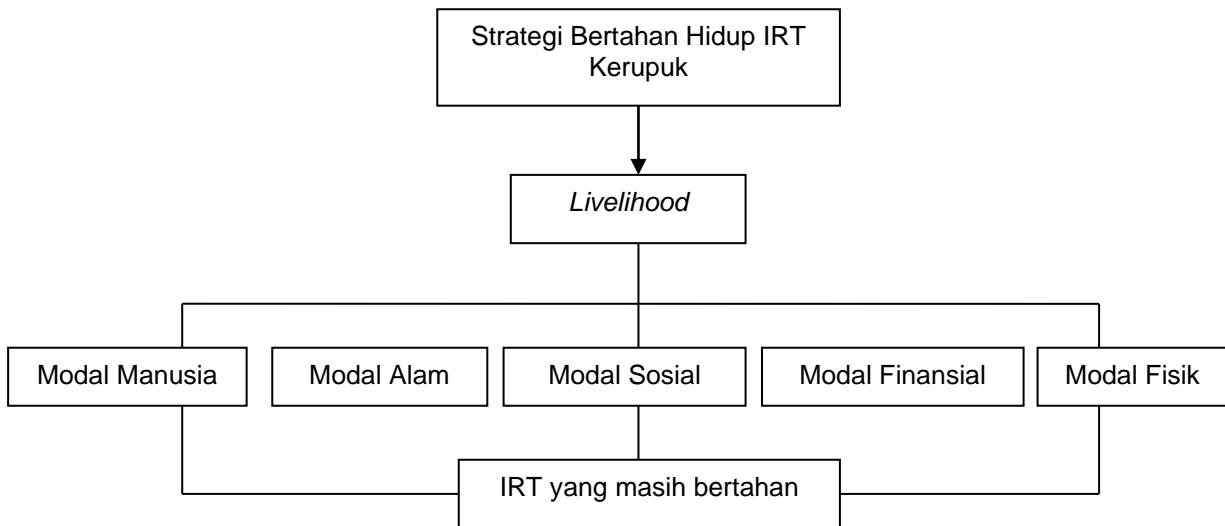 Strategi Bertahan Hidup IRT
Kerupuk
Livelihood
Modal Manusia
Modal Alam
Modal Sosial
Modal Finansial
Modal Fisik
IRT yang masih bertahan